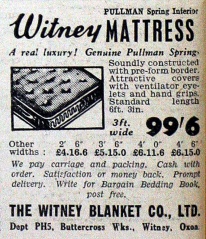 PULLMAN Spring Interior
Witney MATTRESS
A real luxury! Genuine Pullman Spring.
Soundly constructed
with pre-form border.
Attractive covers
with ventilator eye-
lets and hand grips.
Standard length
6ft. 3in.
3ft. wide 99'6
Other widths: 2' 6" 3' 6" 4' 0" 4' 6"
£4.16.6 £5.15.0 £6.11.6 £6.15.0
We pay carriage and packing. Cash with
order. Satisfaction or money back. Prompt
delivery. Write for Bargain Bedding Book,
post free.
THE WITNEY BLANKET CO., LTD.
Dept PH5, Buttercross Wks., Witney, Oxon